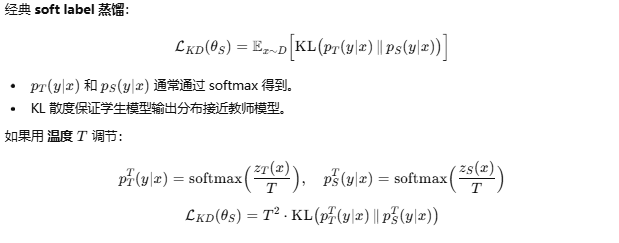 经典 soft label 蒸馏：
$$\mathcal{L}_{KD}(\theta_S) = \mathbb{E}_{x \sim D}\Big[\mathrm{KL}\big(p_T(y|x) \,\|\, p_S(y|x)\big)\Big]$$
• $p_T(y|x)$ 和 $p_S(y|x)$ 通常通过 softmax 得到。
• KL 散度保证学生模型输出分布接近教师模型。
如果用 温度 $T$ 调节：
$$p_T^T(y|x) = \mathrm{softmax}\Big(\frac{z_T(x)}{T}\Big), \quad p_S^T(y|x) = \mathrm{softmax}\Big(\frac{z_S(x)}{T}\Big)$$
$$\mathcal{L}_{KD}(\theta_S) = T^2 \cdot \mathrm{KL}\big(p_T^T(y|x) \,\|\, p_S^T(y|x)\big)$$